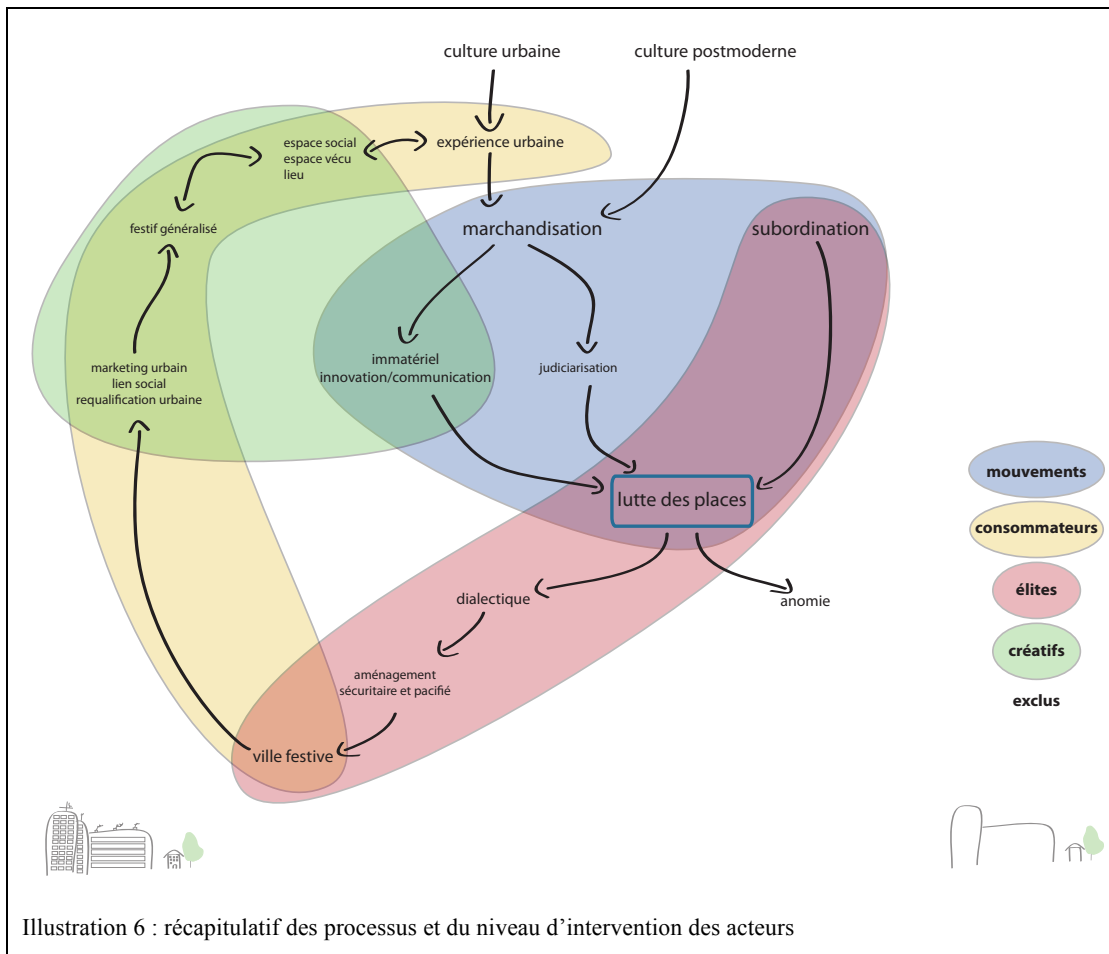 culture urbaine
culture postmoderne
espace social
espace vécu
lieu
expérience urbaine
festif généralisé
marchandisation
subordination
marketing urbain
lien social
requalification urbaine
immatériel
innovation/communication
judiciarisation
lutte des places
dialectique
anomie
aménagement
sécuritaire et pacifié
ville festive
mouvements
consommateurs
élites
créatifs
exclus
Illustration 6 : récapitulatif des processus et du niveau d'intervention des acteurs